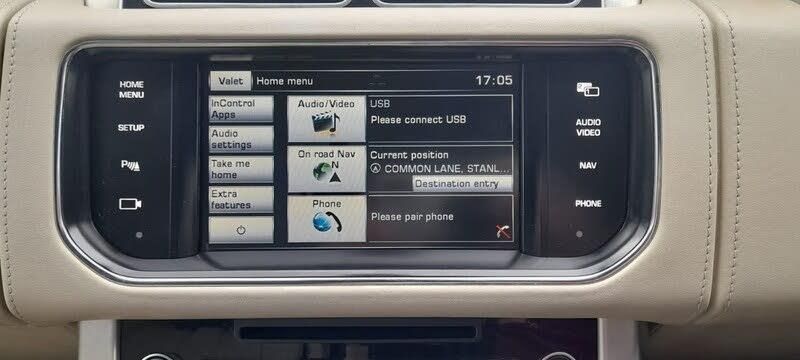 HOME
MENU
SETUP
P
Valet
Home menu
17:05
InControl
Apps
Audio
settings
Take me
home
Extra
features
Audio/Video
USB
Please connect USB
On road Nav
N
Current position
A COMMON LANE, STANL...
Destination entry
Phone
Please pair phone
AUDIO
VIDEO
NAV
PHONE